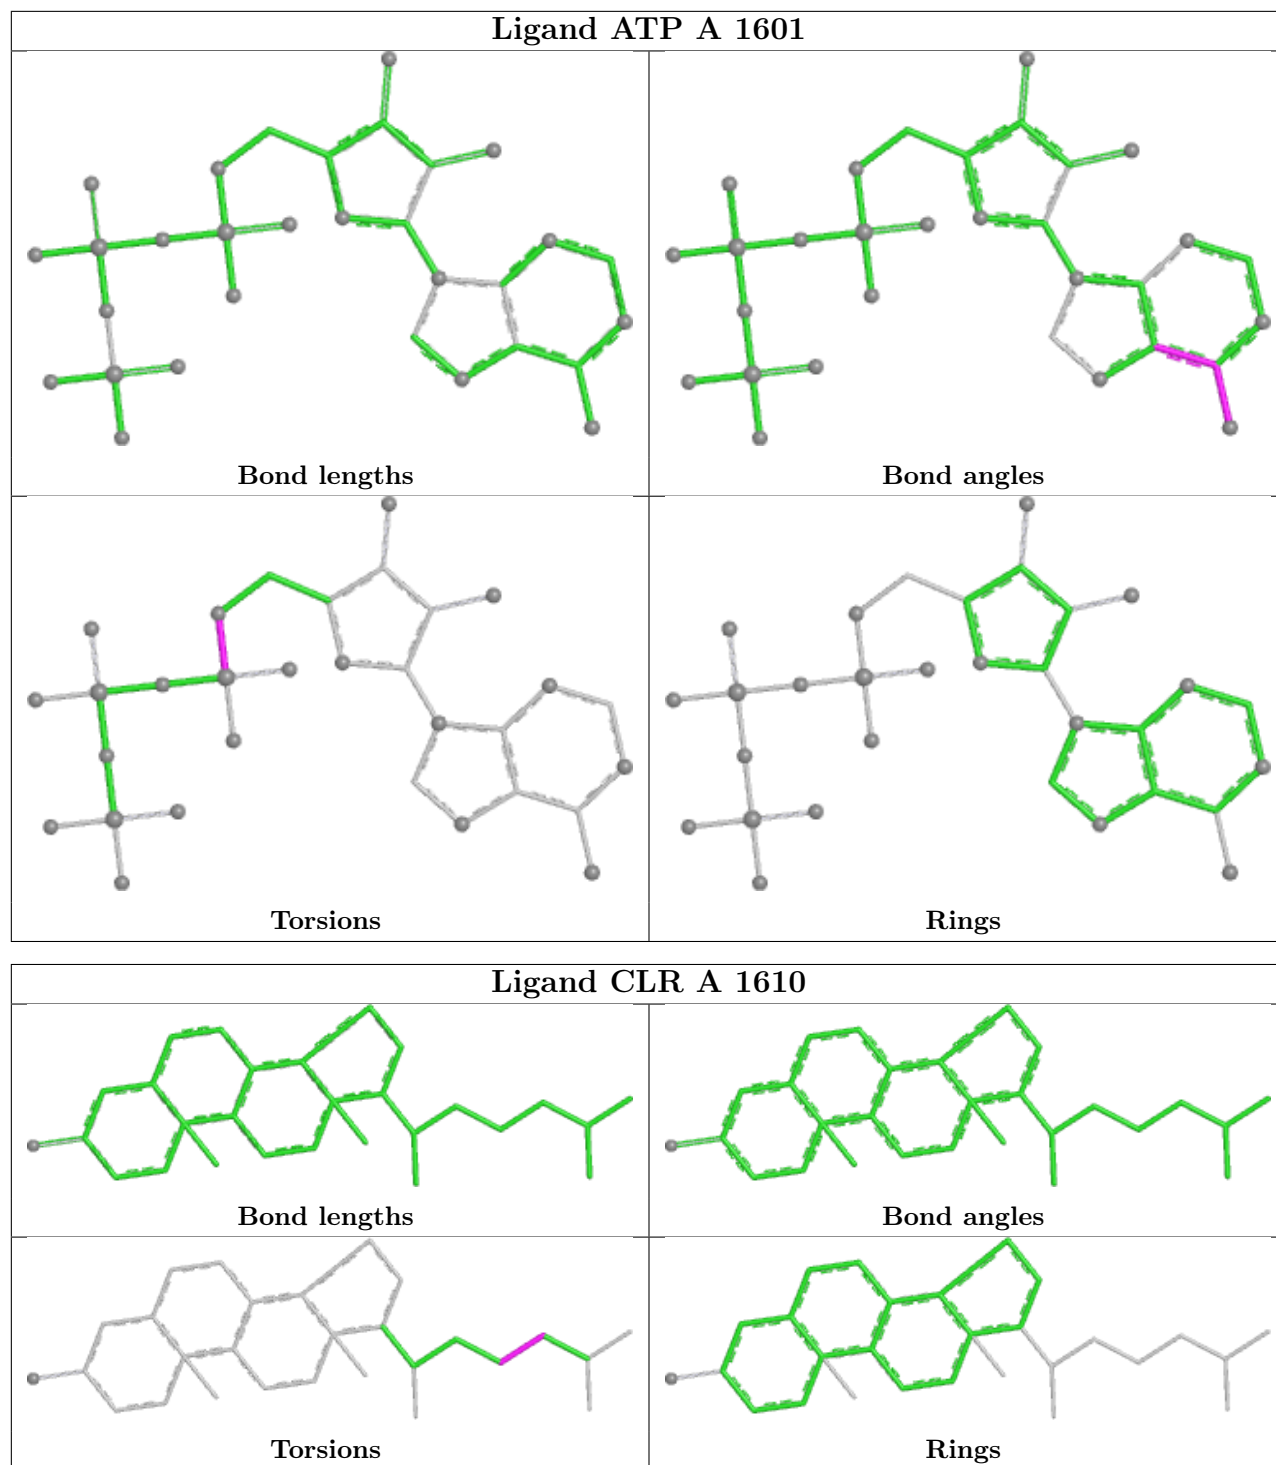 Ligand ATP A 1601
Bond lengths
Bond angles
Torsions
Rings
Ligand CLR A 1610
Bond lengths
Bond angles
Torsions
Rings